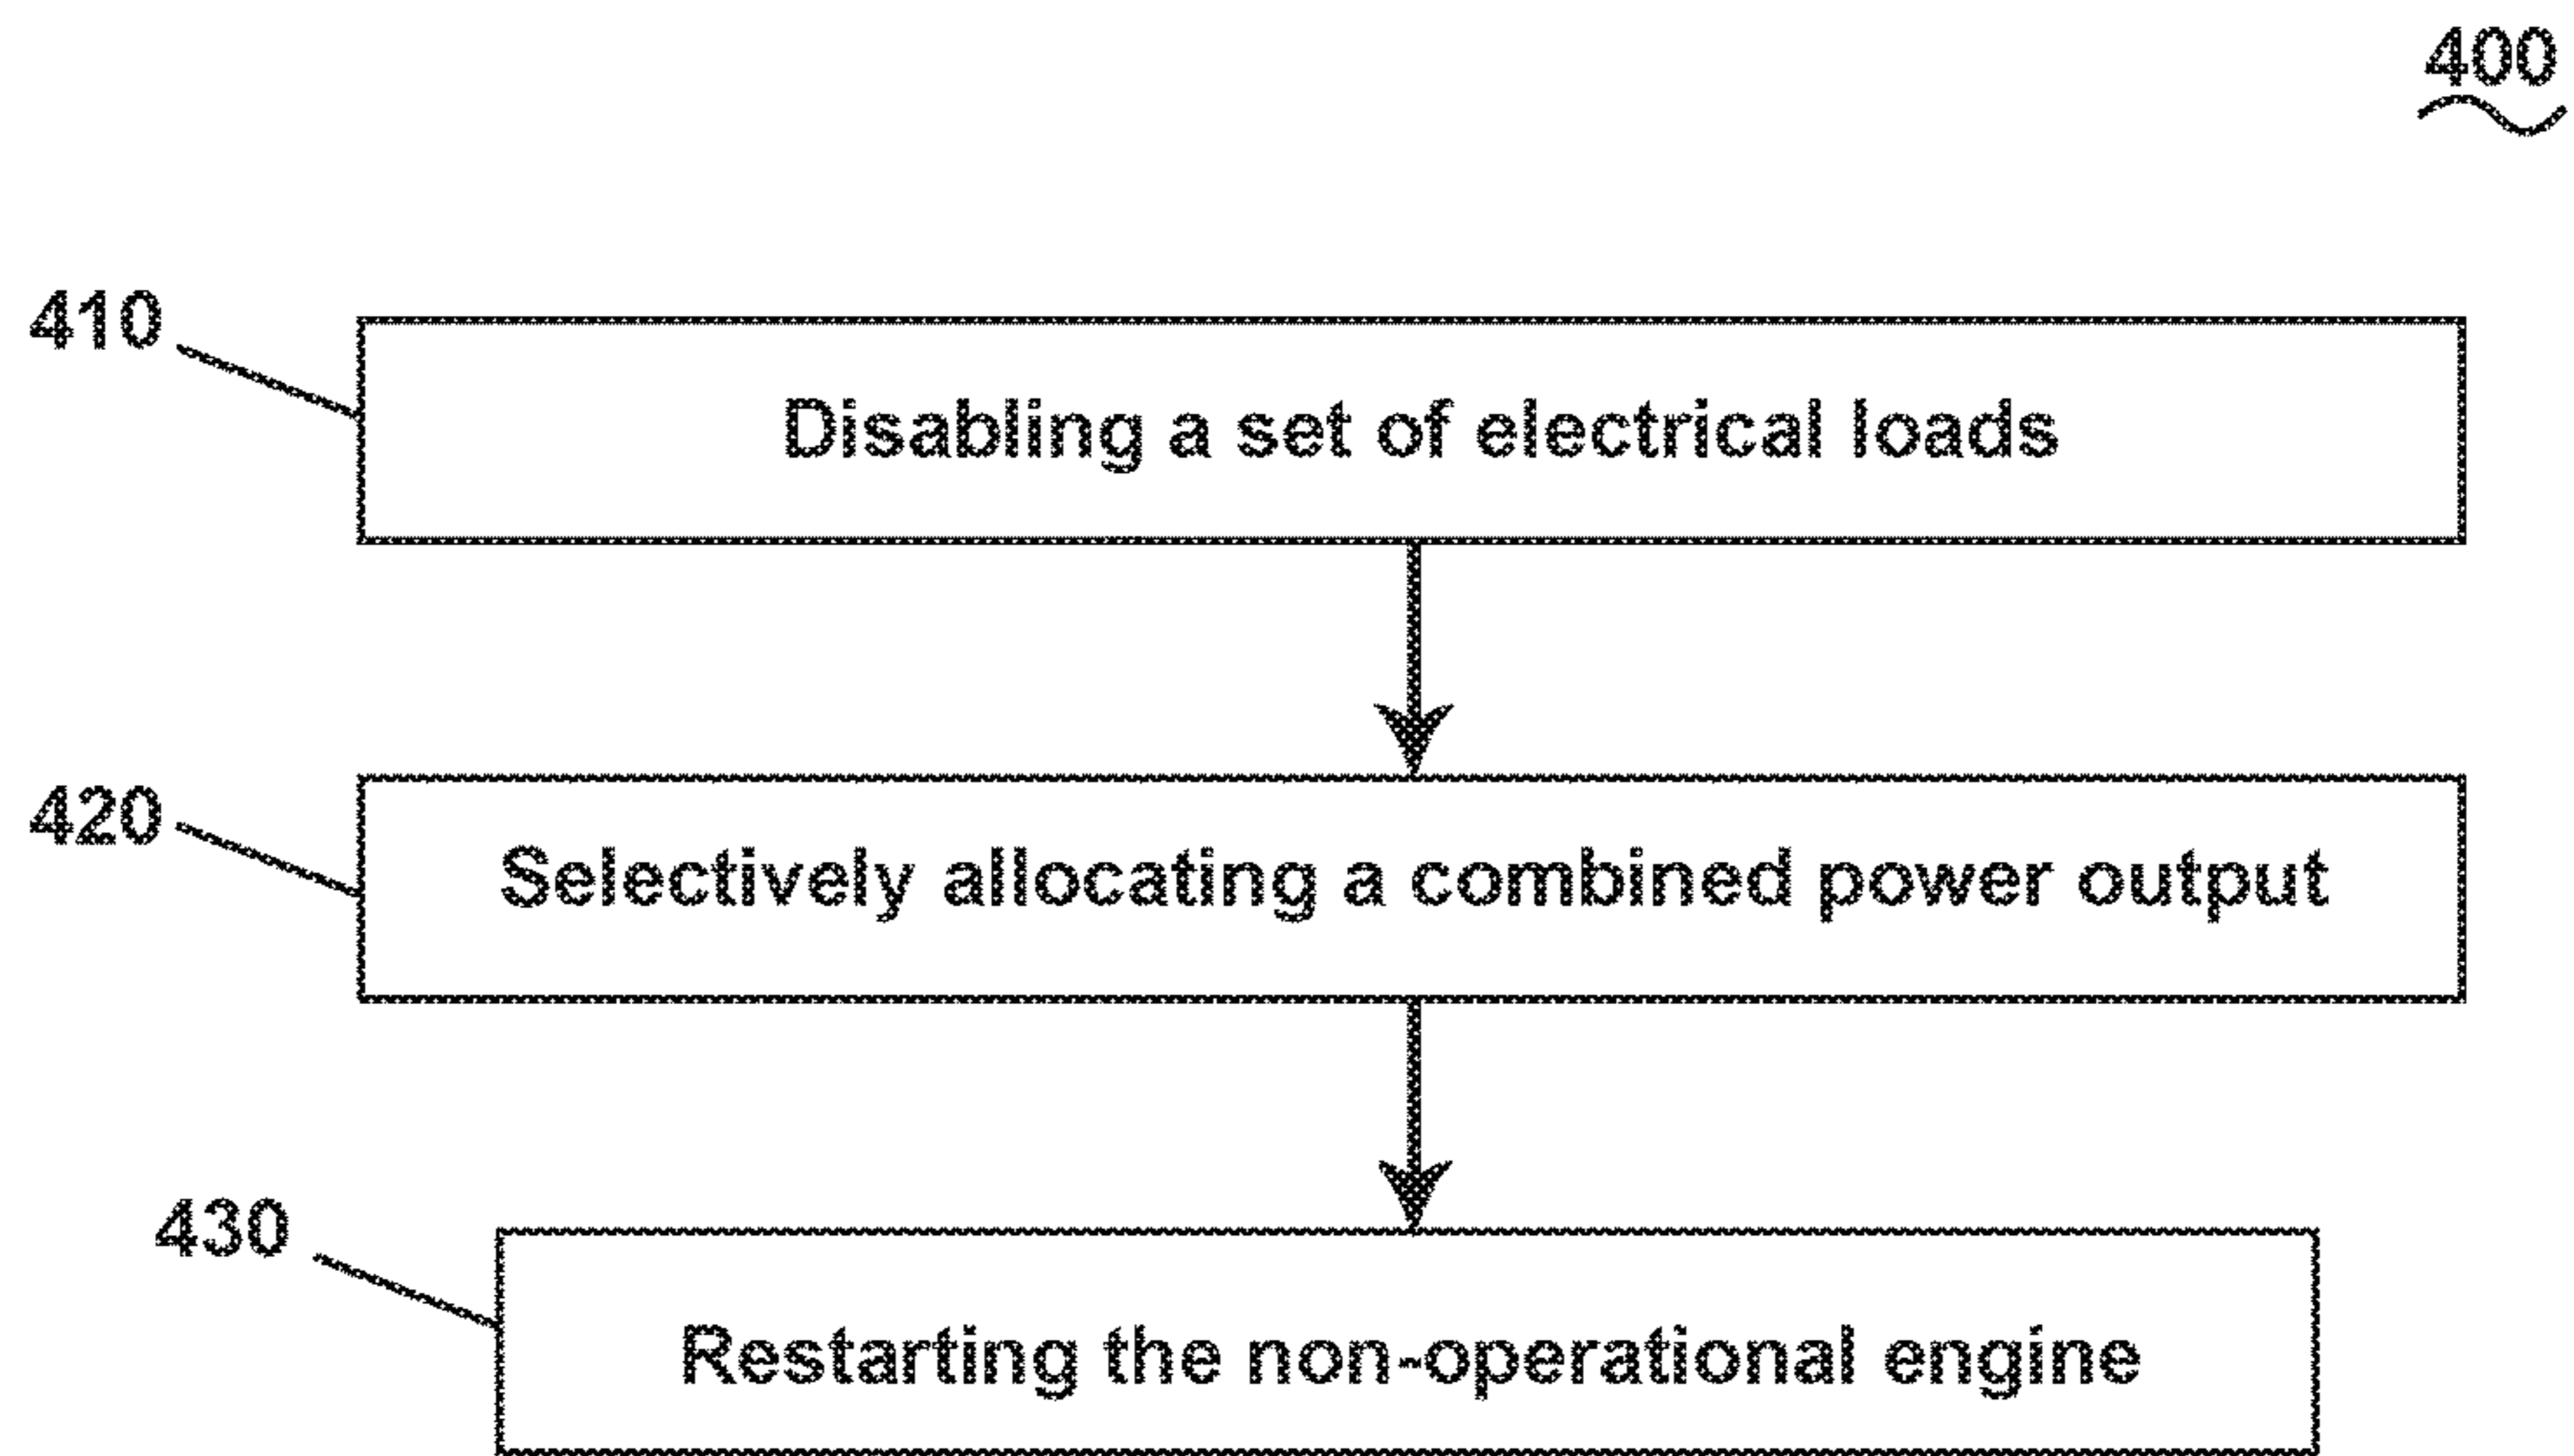 400
410
Disabling a set of electrical loads
420
Selectively allocating a combined power output
430
Restarting the non-operational engine